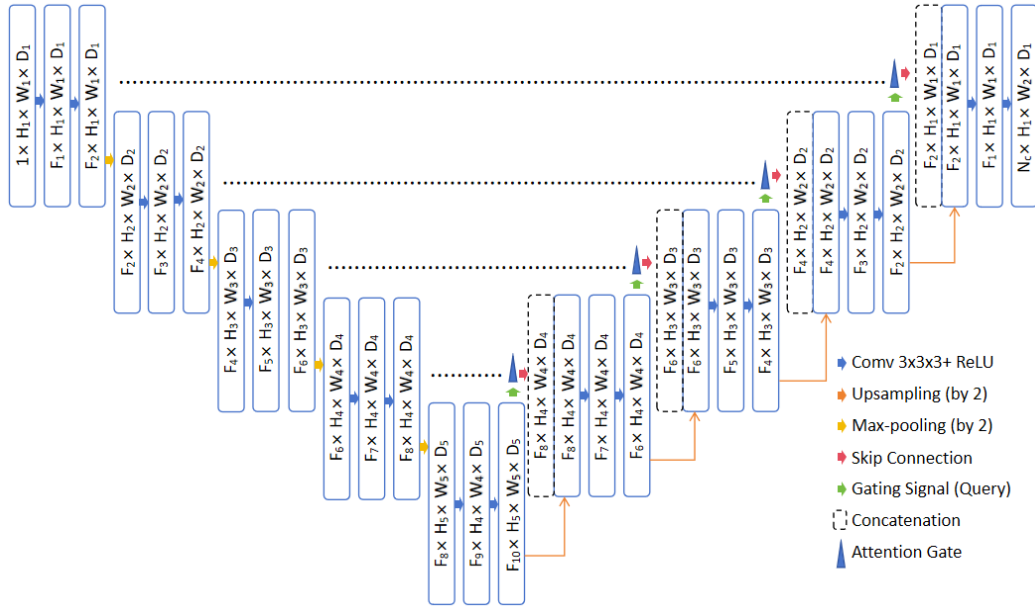 1 × H₁ × W₁ × D₁
F₁ × H₁ × W₁ × D₁
F₂ × H₁ × W₁ × D₁
F₂ × H₂ × W₂ × D₂
F₃ × H₂ × W₂ × D₂
F₄ × H₂ × W₂ × D₂
F₄ × H₃ × W₃ × D₃
F₅ × H₃ × W₃ × D₃
F₆ × H₃ × W₃ × D₃
F₆ × H₄ × W₄ × D₄
F₇ × H₄ × W₄ × D₄
F₈ × H₄ × W₄ × D₄
F₈ × H₅ × W₅ × D₅
F₉ × H₄ × W₄ × D₅
F₁₀ × H₅ × W₅ × D₅
F₈ × H₄ × W₄ × D₄
F₈ × H₄ × W₄ × D₄
F₇ × H₄ × W₄ × D₄
F₆ × H₄ × W₄ × D₄
F₆ × H₃ × W₃ × D₃
F₆ × H₃ × W₃ × D₃
F₅ × H₃ × W₃ × D₃
F₄ × H₃ × W₃ × D₃
F₄ × H₂ × W₂ × D₂
F₄ × H₂ × W₂ × D₂
F₃ × H₂ × W₂ × D₂
F₂ × H₂ × W₂ × D₂
F₂ × H₁ × W₁ × D₁
F₂ × H₁ × W₁ × D₁
F₁ × H₁ × W₁ × D₁
N꜀ × H₁ × W₂ × D₁
Comv 3x3x3+ ReLU
Upsampling (by 2)
Max-pooling (by 2)
Skip Connection
Gating Signal (Query)
Concatenation
Attention Gate